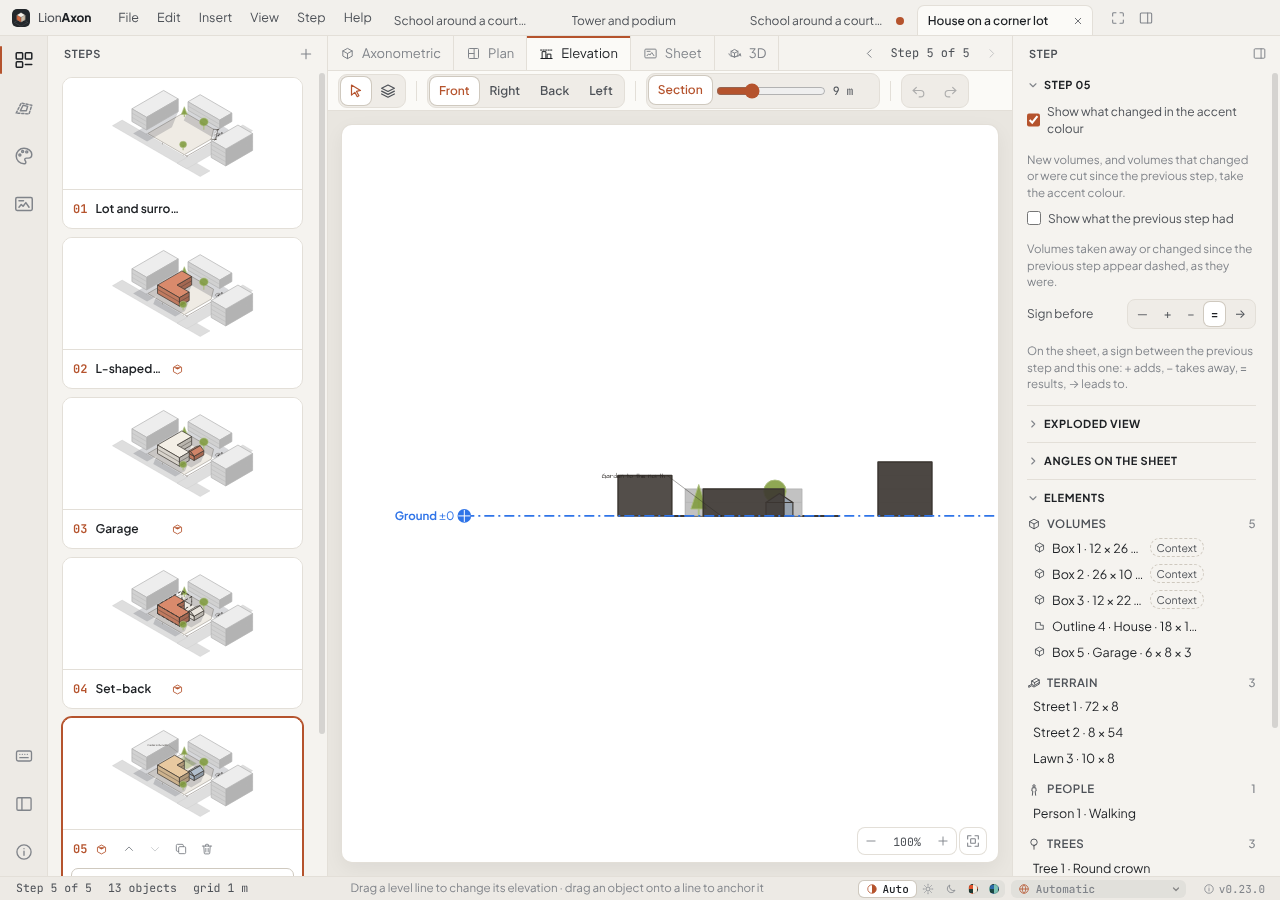 LionAxon
File Edit Insert View Step Help
School around a court…
Tower and podium
School around a court…
House on a corner lot
STEPS
Axonometric
Plan
Elevation
Sheet
3D
Step 5 of 5
Front Right Back Left
Section
9 m
01 Lot and surro…
02 L-shaped…
03 Garage
04 Set-back
05
Ground ±0
100%
STEP
STEP 05
Show what changed in the accent
colour
New volumes, and volumes that changed
or were cut since the previous step, take
the accent colour.
Show what the previous step had
Volumes taken away or changed since the
previous step appear dashed, as they
were.
Sign before
— + − = →
On the sheet, a sign between the previous
step and this one: + adds, − takes away, =
results, → leads to.
EXPLODED VIEW
ANGLES ON THE SHEET
ELEMENTS
VOLUMES 5
Box 1 · 12 × 26 … Context
Box 2 · 26 × 10 … Context
Box 3 · 12 × 22 … Context
Outline 4 · House · 18 × 1…
Box 5 · Garage · 6 × 8 × 3
TERRAIN 3
Street 1 · 72 × 8
Street 2 · 8 × 54
Lawn 3 · 10 × 8
PEOPLE 1
Person 1 · Walking
TREES 3
Tree 1 · Round crown
Step 5 of 5 13 objects grid 1 m
Drag a level line to change its elevation · drag an object onto a line to anchor it
Auto
Automatic
v0.23.0